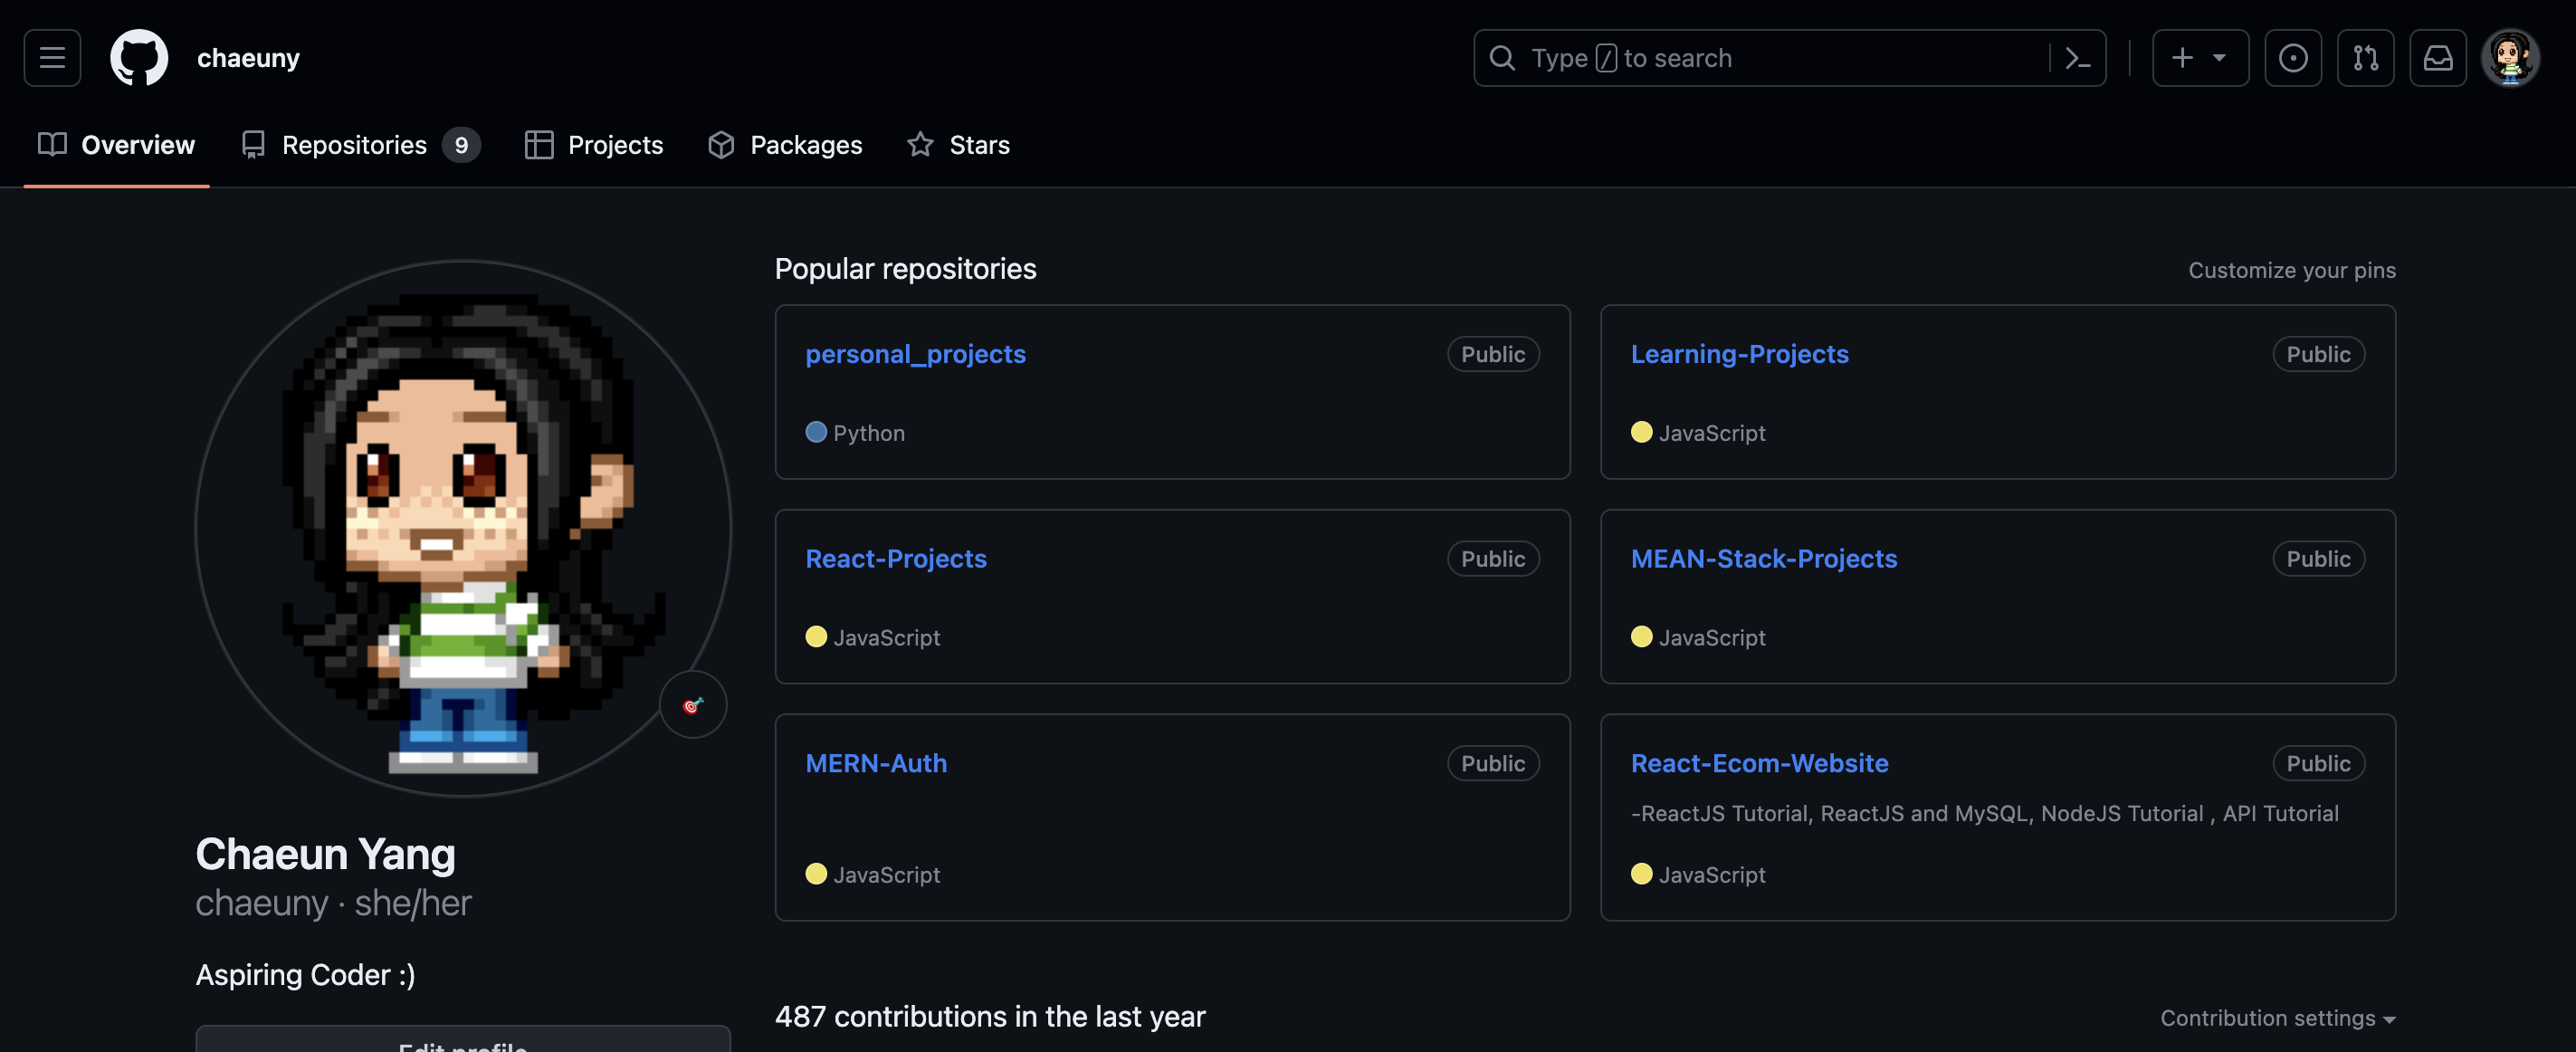 chaeuny
Type / to search
Overview
Repositories 9
Projects
Packages
Stars
Chaeun Yang
chaeuny · she/her
Aspiring Coder :)
Edit profile
Popular repositories
Customize your pins
personal_projects Public
Python
Learning-Projects Public
JavaScript
React-Projects Public
JavaScript
MEAN-Stack-Projects Public
JavaScript
MERN-Auth Public
JavaScript
React-Ecom-Website Public
-ReactJS Tutorial, ReactJS and MySQL, NodeJS Tutorial , API Tutorial
JavaScript
487 contributions in the last year
Contribution settings